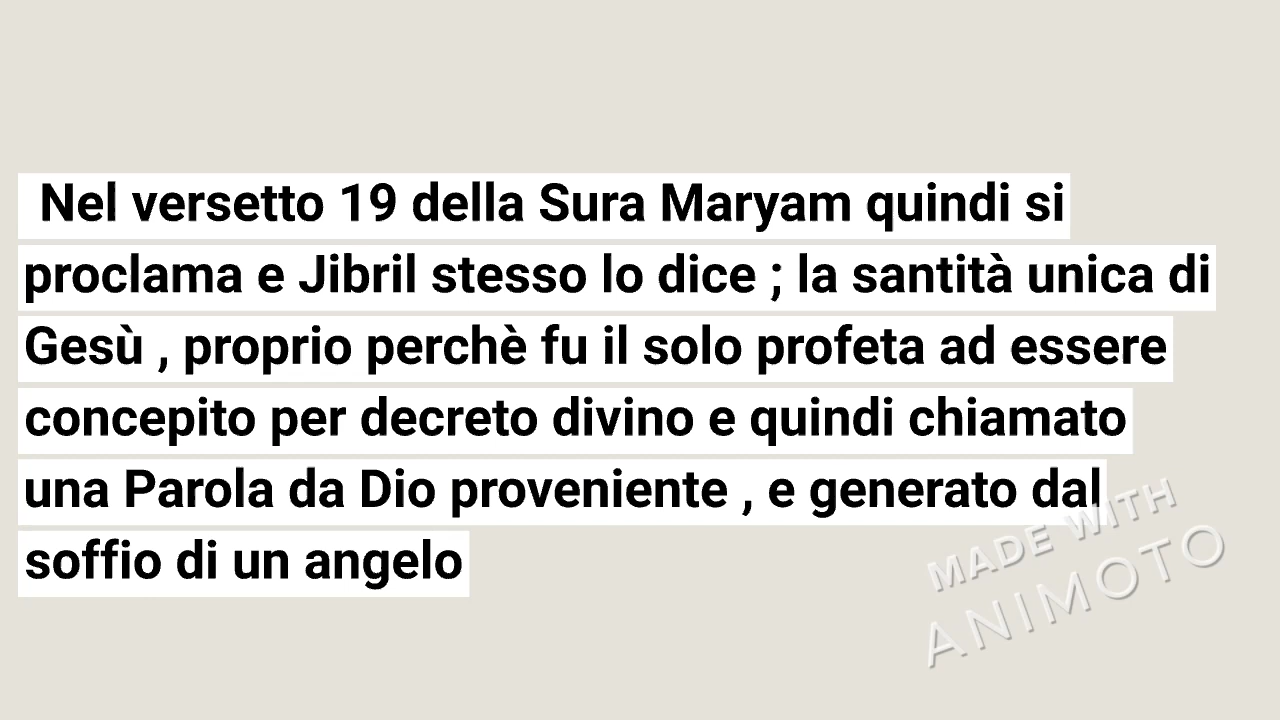 Nel versetto 19 della Sura Maryam quindi si
proclama e Jibril stesso lo dice ; la santità unica di
Gesù , proprio perchè fu il solo profeta ad essere
concepito per decreto divino e quindi chiamato
una Parola da Dio proveniente , e generato dal
soffio di un angelo
MADE WITH
ANIMOTO